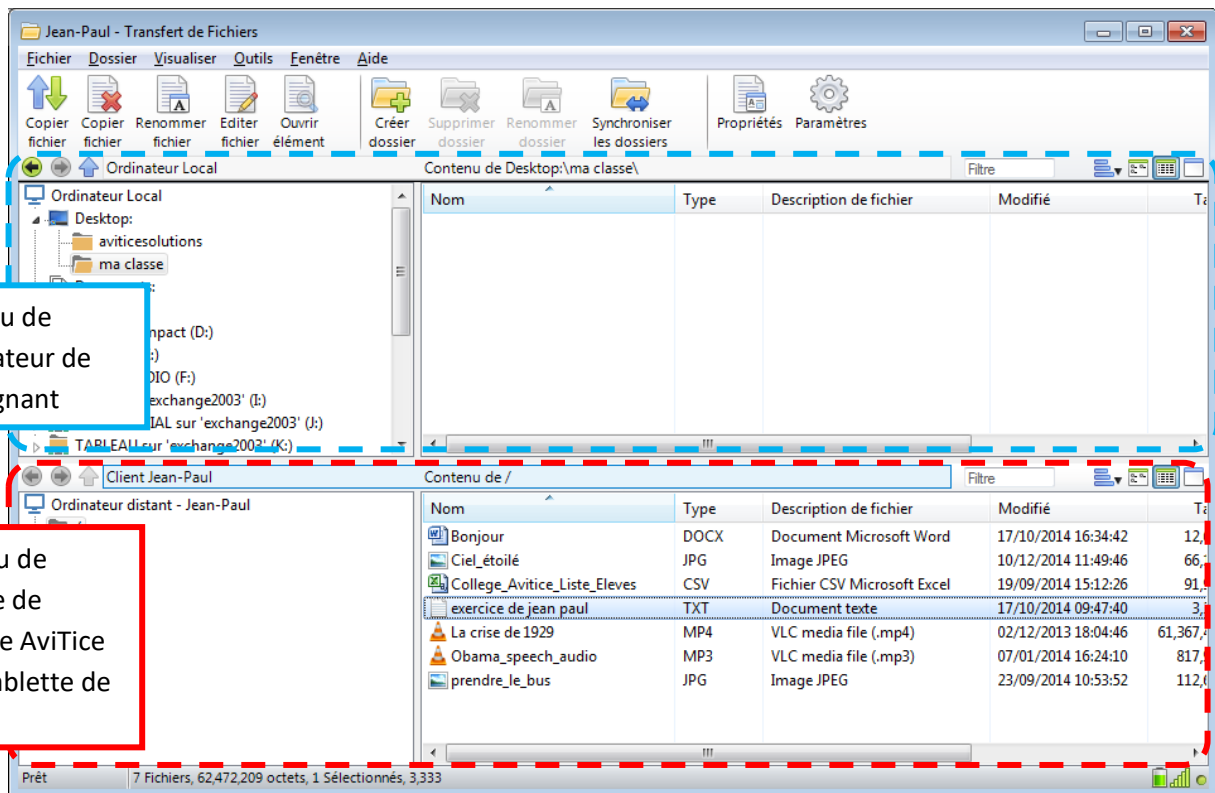 Jean-Paul - Transfert de Fichiers
Fichier Dossier Visualiser Outils Fenêtre Aide
Copier fichier
Copier fichier
Renommer fichier
Editer fichier
Ouvrir élément
Créer dossier
Supprimer dossier
Renommer dossier
Synchroniser les dossiers
Propriétés
Paramètres
Ordinateur Local
Contenu de Desktop:\ma classe\
Filtre
Ordinateur Local
Desktop:
aviticesolutions
ma classe
Nom Type Description de fichier Modifié
u de
ateur de
gnant
mpact (D:)
:)
DIO (F:)
exchange2003' (I:)
IAL sur 'exchange2003' (J:)
TABLEAU sur 'exchange2003' (K:)
Client Jean-Paul
Contenu de /
Filtre
Ordinateur distant - Jean-Paul
u de
e de
e AviTice
ablette de
Nom Type Description de fichier Modifié
Bonjour DOCX Document Microsoft Word 17/10/2014 16:34:42 12,
Ciel_étoilé JPG Image JPEG 10/12/2014 11:49:46 66,
College_Avitice_Liste_Eleves CSV Fichier CSV Microsoft Excel 19/09/2014 15:12:26 91,
exercice de jean paul TXT Document texte 17/10/2014 09:47:40 3,
La crise de 1929 MP4 VLC media file (.mp4) 02/12/2013 18:04:46 61,367,
Obama_speech_audio MP3 VLC media file (.mp3) 07/01/2014 16:24:10 817,
prendre_le_bus JPG Image JPEG 23/09/2014 10:53:52 112,
Prêt 7 Fichiers, 62,472,209 octets, 1 Sélectionnés, 3,333